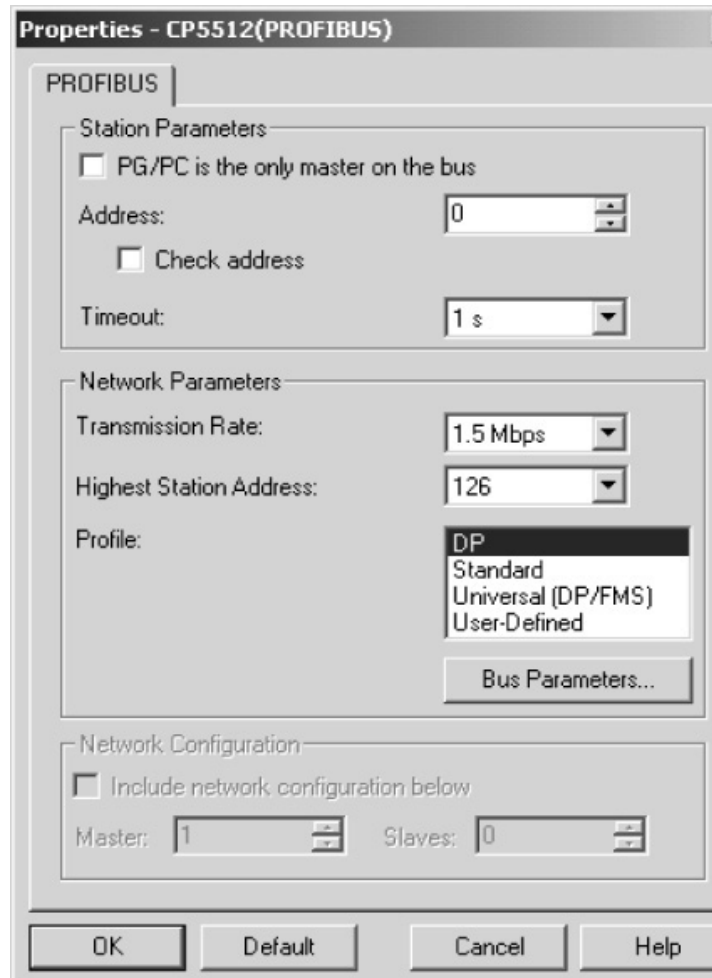 Properties - CP5512(PROFIBUS)
PROFIBUS
Station Parameters
PG/PC is the only master on the bus
Address: 0
Check address
Timeout: 1 s
Network Parameters
Transmission Rate: 1.5 Mbps
Highest Station Address: 126
Profile: DP
Standard
Universal (DP/FMS)
User-Defined
Bus Parameters...
Network Configuration
Include network configuration below
Master: 1 Slaves: 0
OK Default Cancel Help